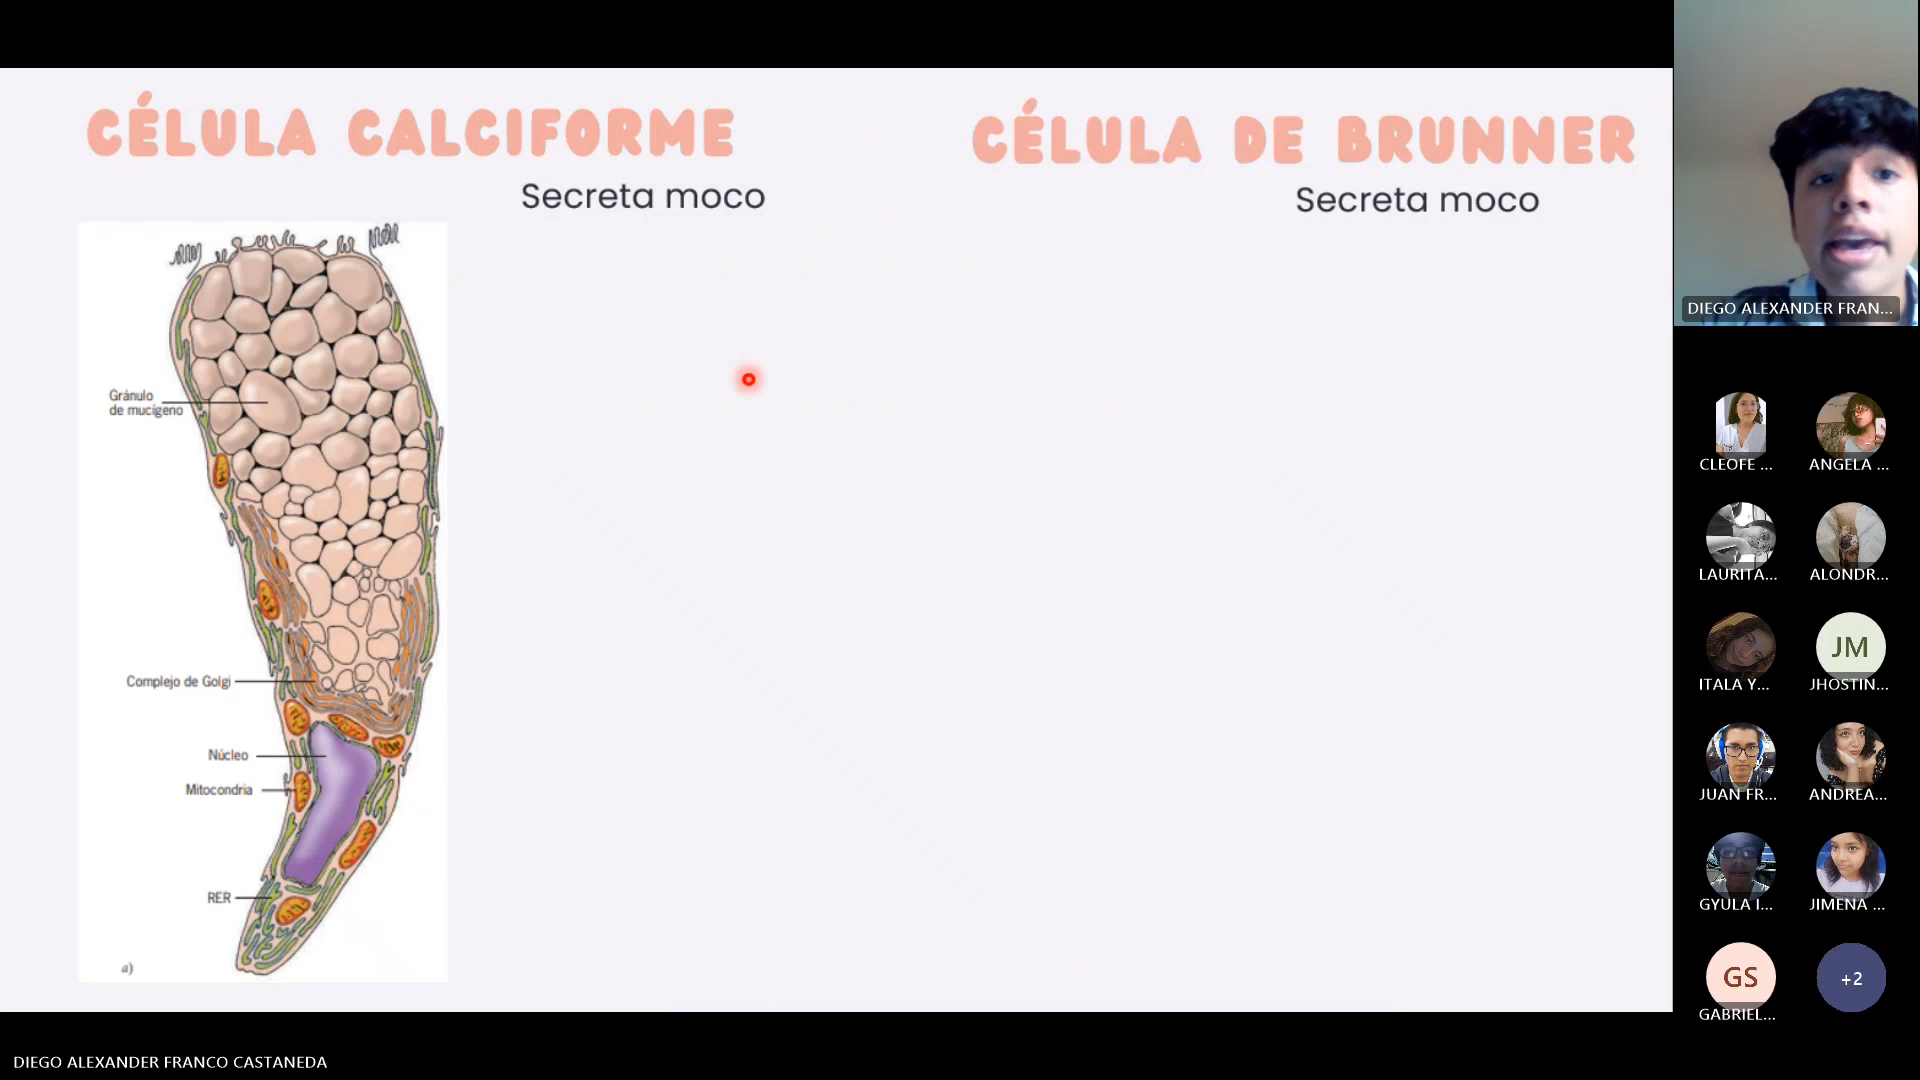 CÉLULA CALCIFORME
Secreta moco
CÉLULA DE BRUNNER
Secreta moco
Gránulo
de mucígeno
Complejo de Golgi
Núcleo
Mitocondria
RER
a)
DIEGO ALEXANDER FRAN...
CLEOFE ...
ANGELA ...
LAURITA...
ALONDR...
ITALA Y...
JM
JHOSTIN...
JUAN FR...
ANDREA...
GYULA I...
JIMENA ...
GS
GABRIEL...
+2
DIEGO ALEXANDER FRANCO CASTANEDA